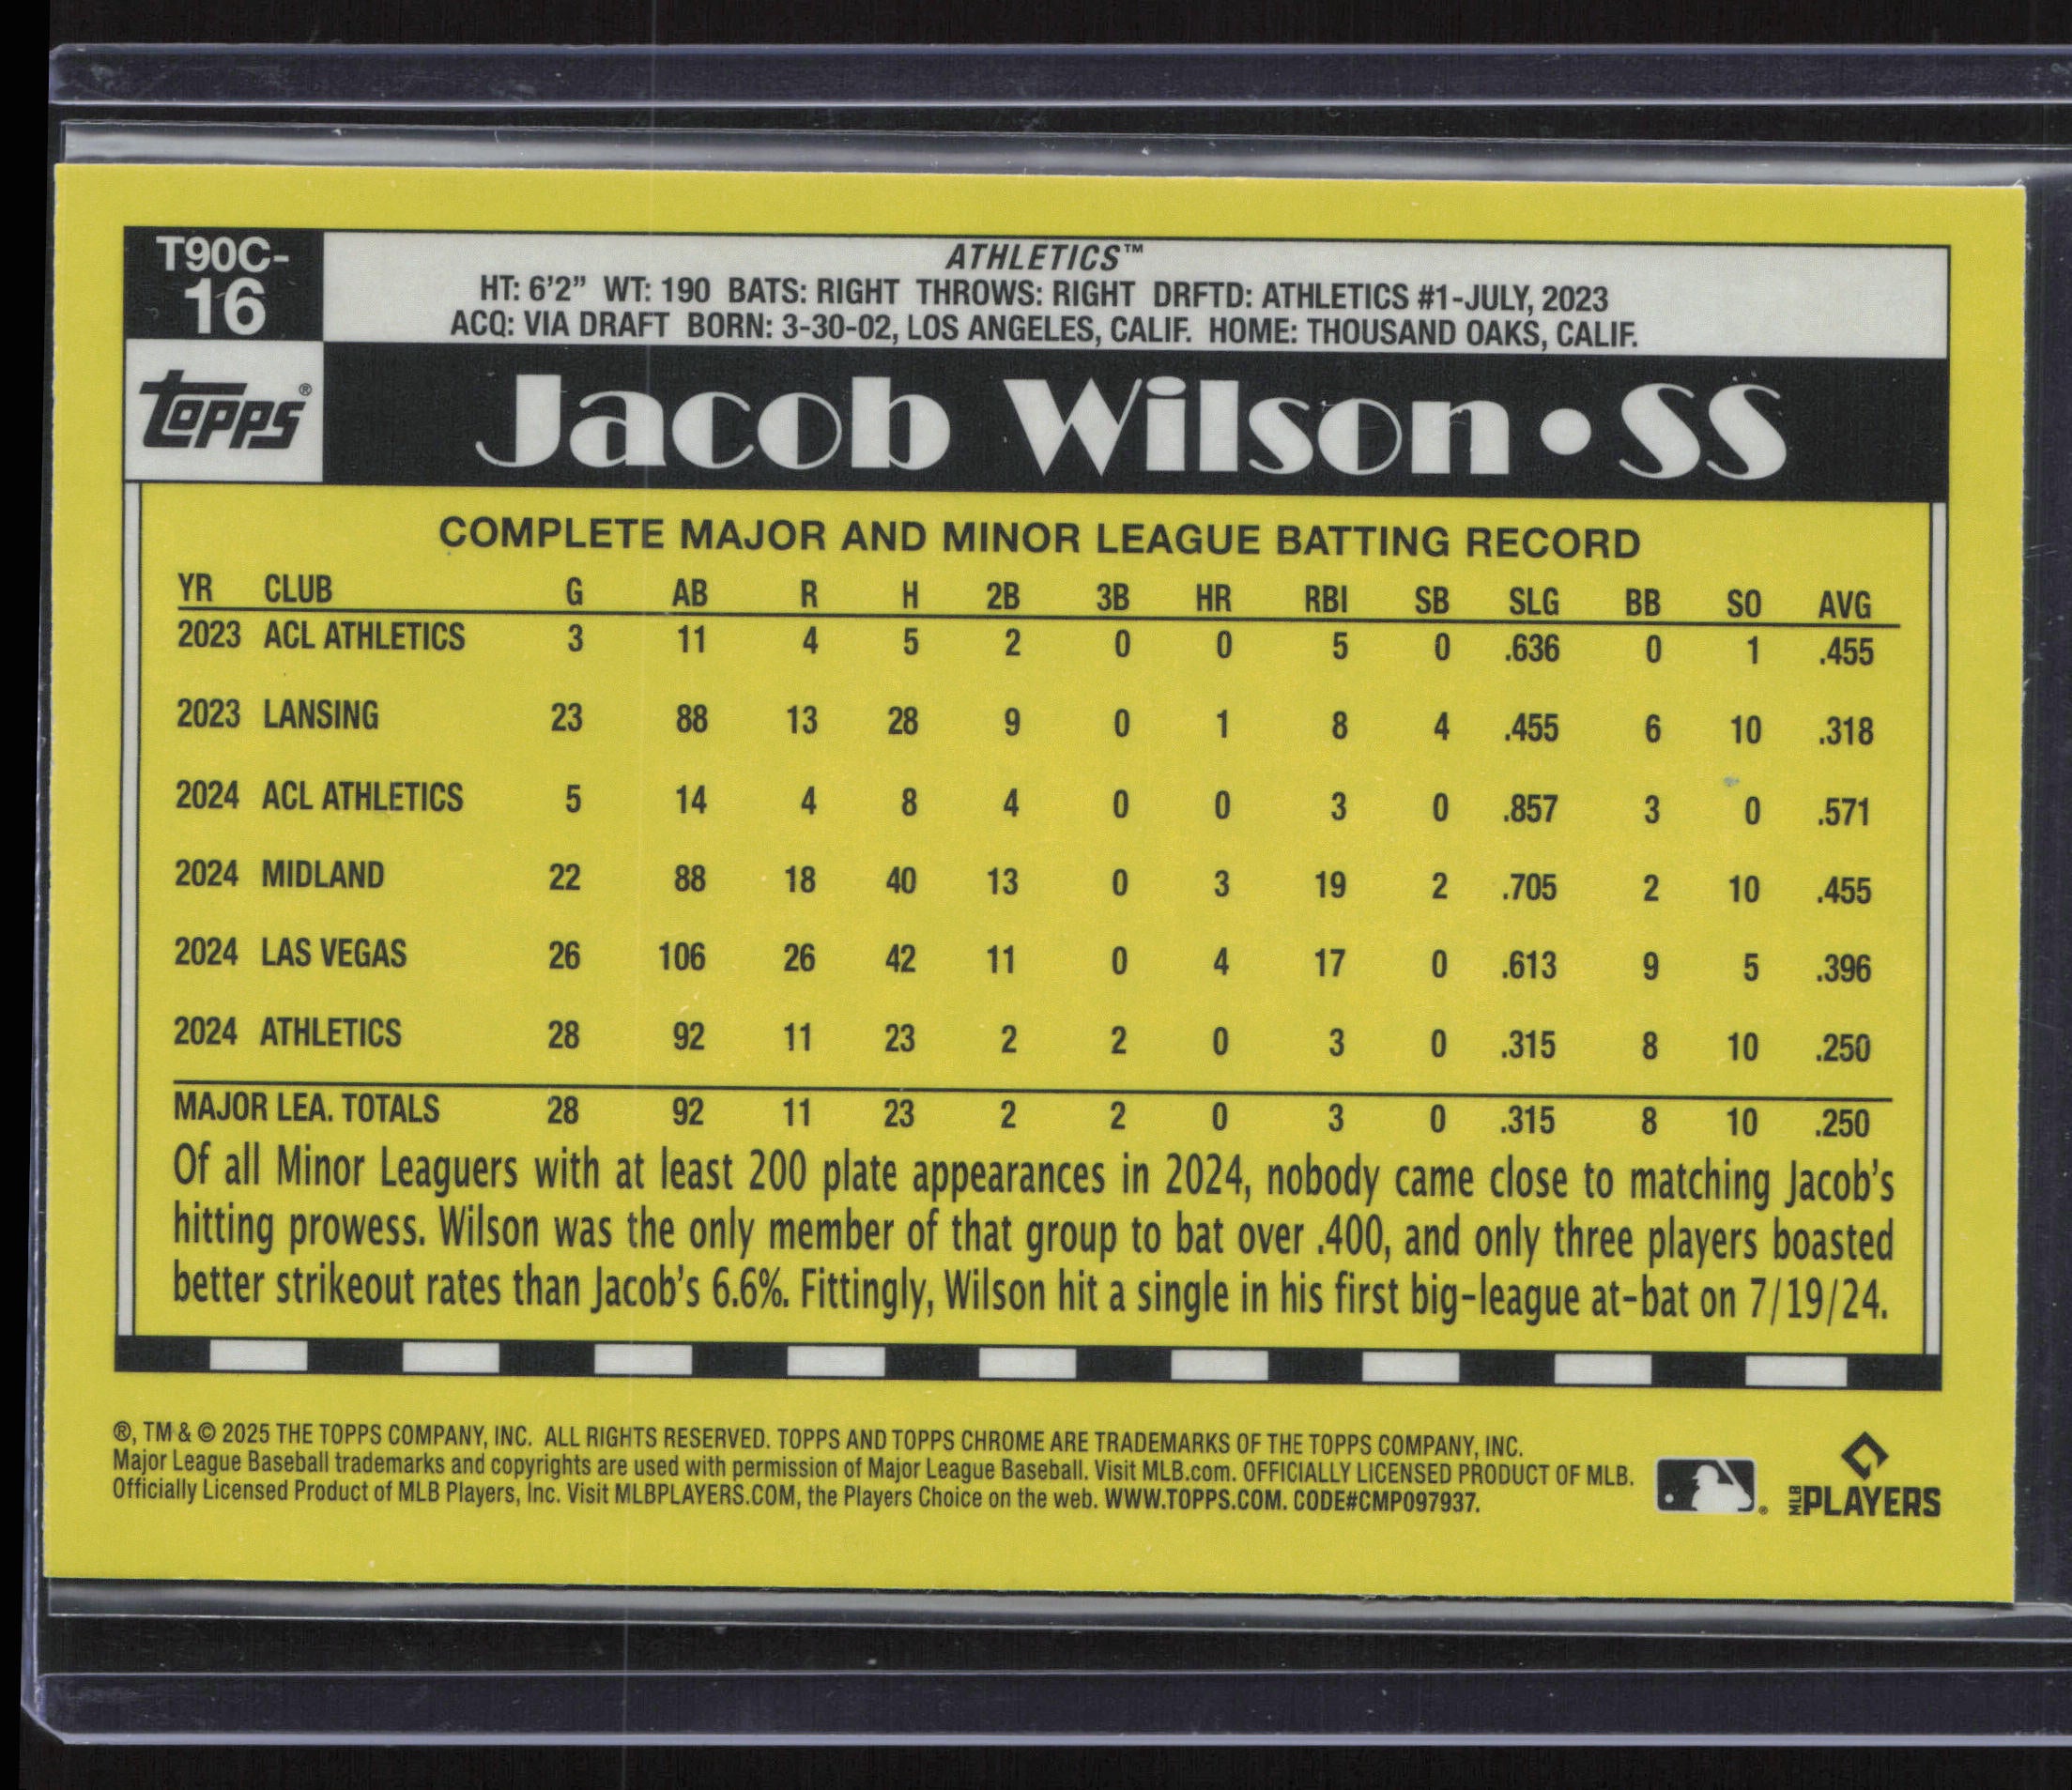 T90C-
16
ATHLETICS™
HT: 6'2" WT: 190 BATS: RIGHT THROWS: RIGHT DRFTD: ATHLETICS #1-JULY, 2023
ACQ: VIA DRAFT BORN: 3-30-02, LOS ANGELES, CALIF. HOME: THOUSAND OAKS, CALIF.
Topps®
Jacob Wilson • SS
COMPLETE MAJOR AND MINOR LEAGUE BATTING RECORD
YR CLUB G AB R H 2B 3B HR RBI SB SLG BB SO AVG
2023 ACL ATHLETICS 3 11 4 5 2 0 0 5 0 .636 0 1 .455
2023 LANSING 23 88 13 28 9 0 1 8 4 .455 6 10 .318
2024 ACL ATHLETICS 5 14 4 8 4 0 0 3 0 .857 3 0 .571
2024 MIDLAND 22 88 18 40 13 0 3 19 2 .705 2 10 .455
2024 LAS VEGAS 26 106 26 42 11 0 4 17 0 .613 9 5 .396
2024 ATHLETICS 28 92 11 23 2 2 0 3 0 .315 8 10 .250
MAJOR LEA. TOTALS 28 92 11 23 2 2 0 3 0 .315 8 10 .250
Of all Minor Leaguers with at least 200 plate appearances in 2024, nobody came close to matching Jacob's
hitting prowess. Wilson was the only member of that group to bat over .400, and only three players boasted
better strikeout rates than Jacob's 6.6%. Fittingly, Wilson hit a single in his first big-league at-bat on 7/19/24.
®, TM & © 2025 THE TOPPS COMPANY, INC. ALL RIGHTS RESERVED. TOPPS AND TOPPS CHROME ARE TRADEMARKS OF THE TOPPS COMPANY, INC.
Major League Baseball trademarks and copyrights are used with permission of Major League Baseball. Visit MLB.com. OFFICIALLY LICENSED PRODUCT OF MLB.
Officially Licensed Product of MLB Players, Inc. Visit MLBPLAYERS.COM, the Players Choice on the web. WWW.TOPPS.COM. CODE#CMP097937.
®
MLB PLAYERS